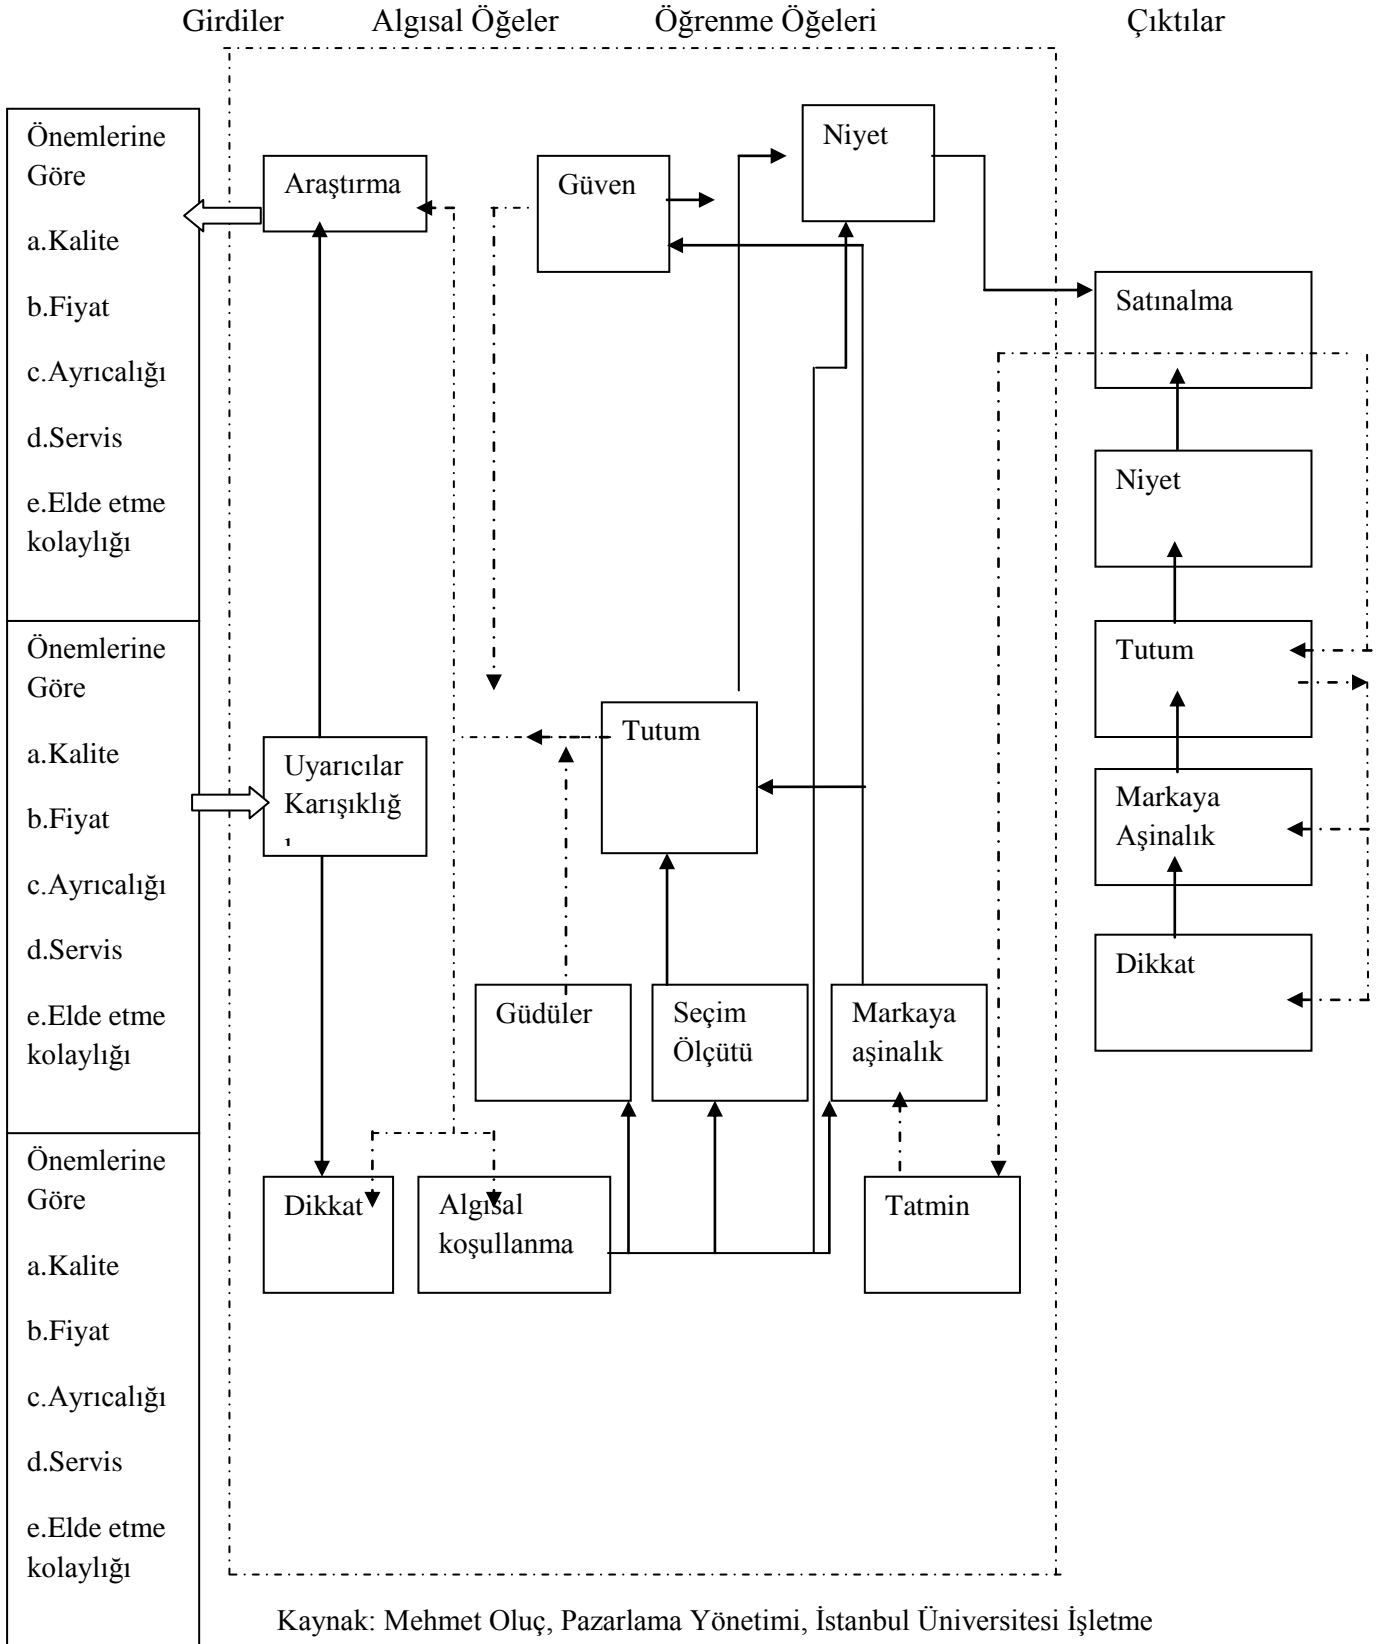 Girdiler Algısal Öğeler Öğrenme Öğeleri Çıktılar
Önemlerine
Göre
a.Kalite
b.Fiyat
c.Ayrıcalığı
d.Servis
e.Elde etme
kolaylığı
Önemlerine
Göre
a.Kalite
b.Fiyat
c.Ayrıcalığı
d.Servis
e.Elde etme
kolaylığı
Önemlerine
Göre
a.Kalite
b.Fiyat
c.Ayrıcalığı
d.Servis
e.Elde etme
kolaylığı
Araştırma
Uyarıcılar
Karışıklığ
ı
Dikkat
Algısal
koşullanma
Güven
Niyet
Tutum
Güdüler
Seçim
Ölçütü
Markaya
aşinalık
Tatmin
Satınalma
Niyet
Tutum
Markaya
Aşinalık
Dikkat
Kaynak: Mehmet Oluç, Pazarlama Yönetimi, İstanbul Üniversitesi İşletme